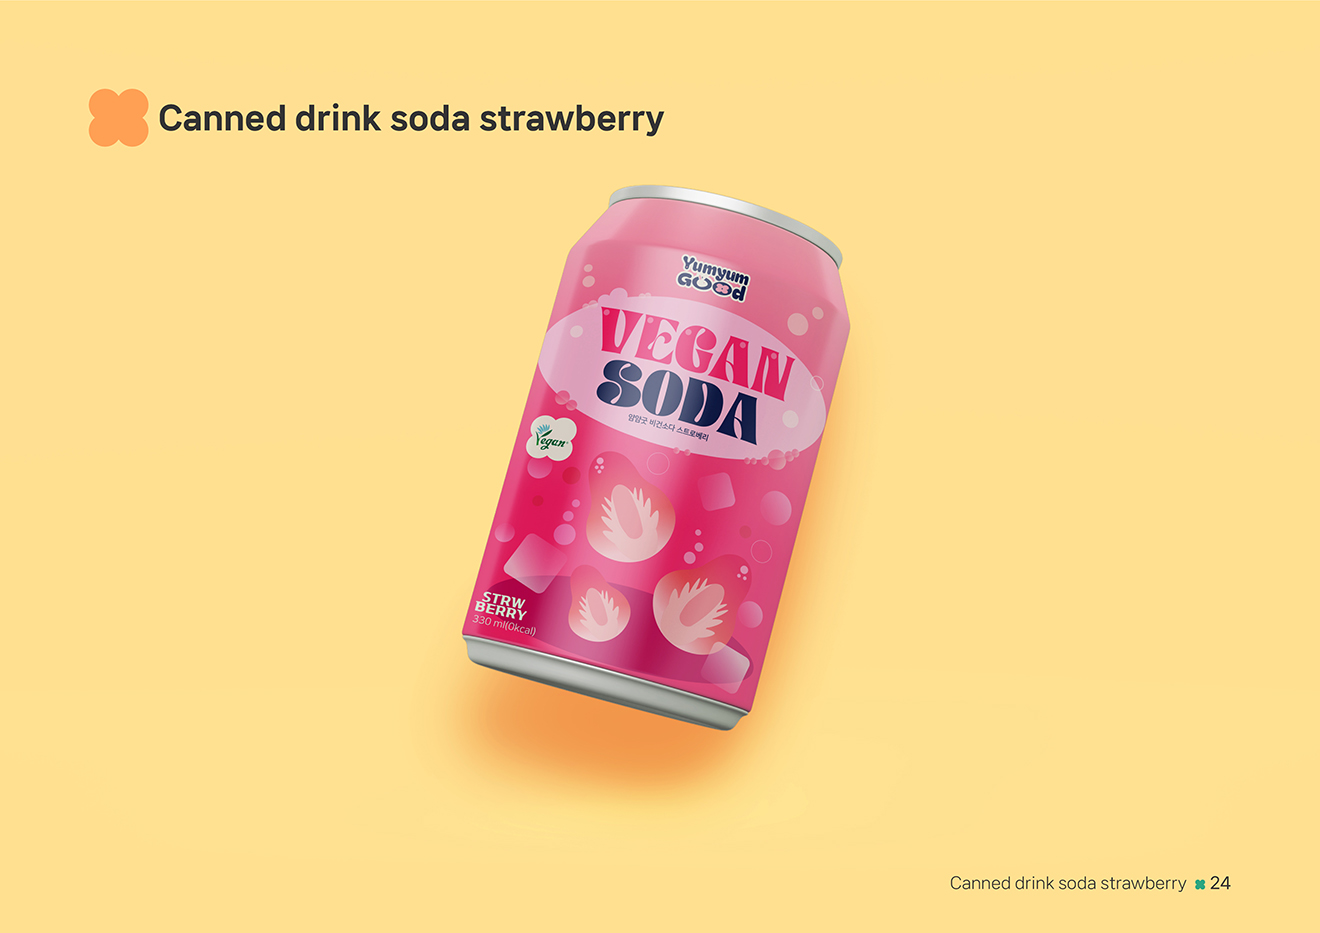 Canned drink soda strawberry
Yumyum
Good
VEGAN
SODA
얌얌굿 비건소다 스트로베리
Vegan
STRW
BERRY
330 ml(0kcal)
Canned drink soda strawberry 24